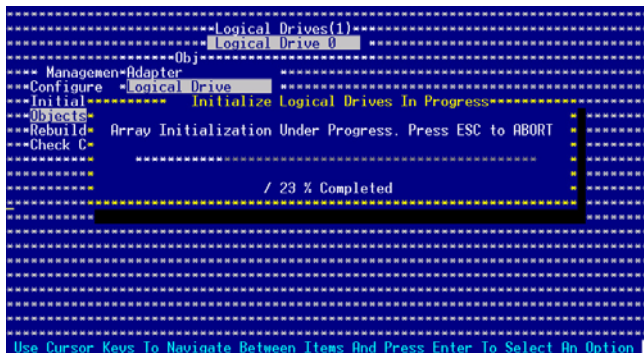 Logical Drives(1)
Logical Drive 0
Obj
Managemen
Adapter
Configure
Logical Drive
Initial
Initialize Logical Drives In Progress
Objects
Rebuild
Array Initialization Under Progress. Press ESC to ABORT
Check C
/ 23 % Completed
Use Cursor Keys To Navigate Between Items And Press Enter To Select An Option